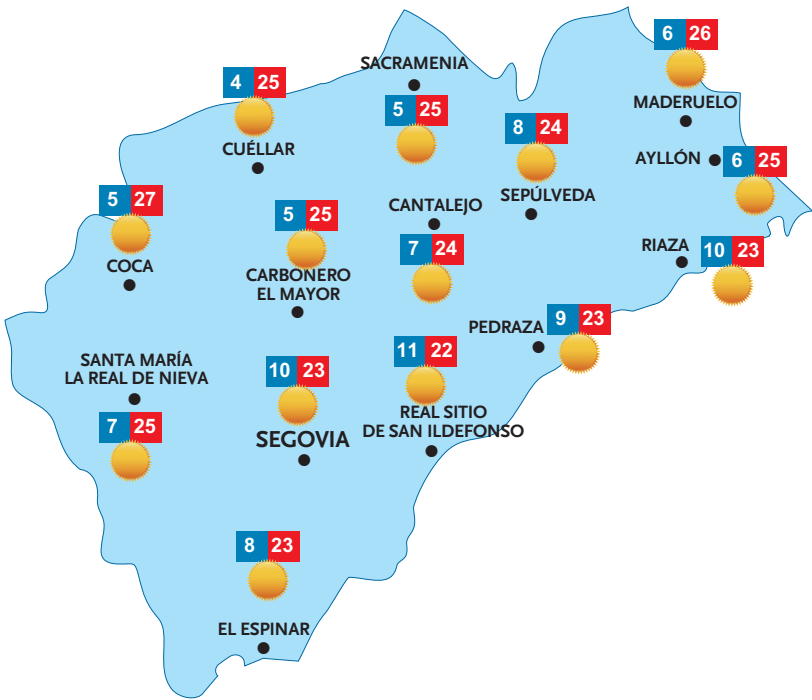 6 26
MADERUELO
SACRAMENIA
5 25
4 25
CUÉLLAR
8 24
SEPÚLVEDA
AYLLÓN
6 25
5 27
COCA
5 25
CARBONERO
EL MAYOR
CANTALEJO
7 24
RIAZA
10 23
PEDRAZA
9 23
SANTA MARÍA
LA REAL DE NIEVA
7 25
10 23
SEGOVIA
11 22
REAL SITIO
DE SAN ILDEFONSO
8 23
EL ESPINAR